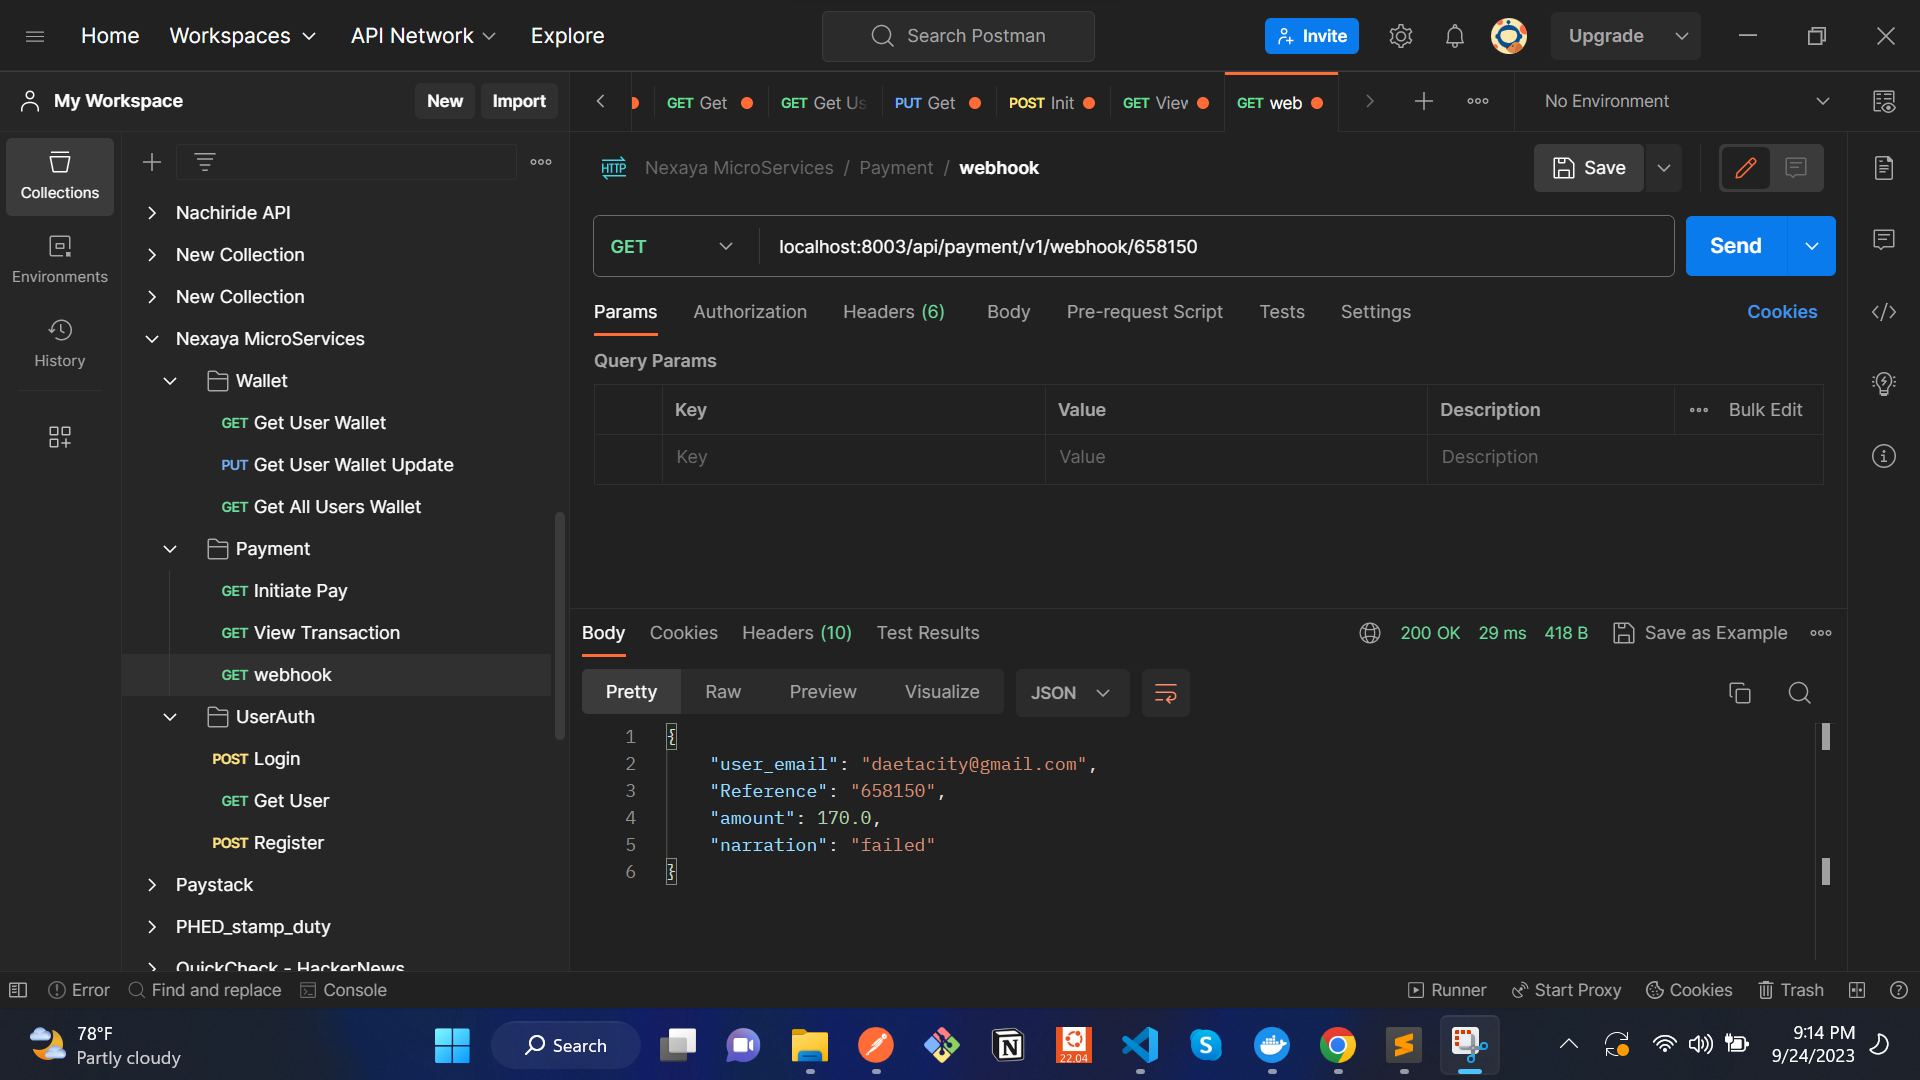 Home Workspaces API Network Explore
Search Postman
Invite
Upgrade
My Workspace
New Import
GET Get
GET Get Us
PUT Get
POST Init
GET View
GET web
No Environment
Collections
Environments
History
Nachiride API
New Collection
New Collection
Nexaya MicroServices
Wallet
GET Get User Wallet
PUT Get User Wallet Update
GET Get All Users Wallet
Payment
GET Initiate Pay
GET View Transaction
GET webhook
UserAuth
POST Login
GET Get User
POST Register
Paystack
PHED_stamp_duty
QuickCheck - HackerNews
HTTP Nexaya MicroServices / Payment / webhook
Save
GET localhost:8003/api/payment/v1/webhook/658150
Send
Params Authorization Headers (6) Body Pre-request Script Tests Settings Cookies
Query Params
Key Value Description Bulk Edit
Key Value Description
Body Cookies Headers (10) Test Results
200 OK 29 ms 418 B Save as Example
Pretty Raw Preview Visualize JSON
1 {
2 "user_email": "daetacity@gmail.com",
3 "Reference": "658150",
4 "amount": 170.0,
5 "narration": "failed"
6 }
Error Find and replace Console
Runner Start Proxy Cookies Trash
78°F
Partly cloudy
Search
22.04
9:14 PM
9/24/2023